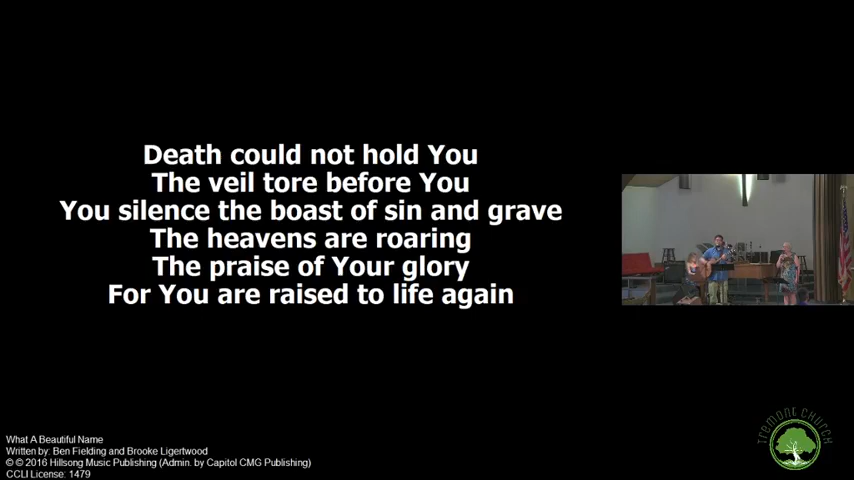 Death could not hold You
The veil tore before You
You silence the boast of sin and grave
The heavens are roaring
The praise of Your glory
For You are raised to life again
What A Beautiful Name
Written by: Ben Fielding and Brooke Ligertwood
© © 2016 Hillsong Music Publishing (Admin. by Capitol CMG Publishing)
CCLI License: 1479
TREMONT CHURCH